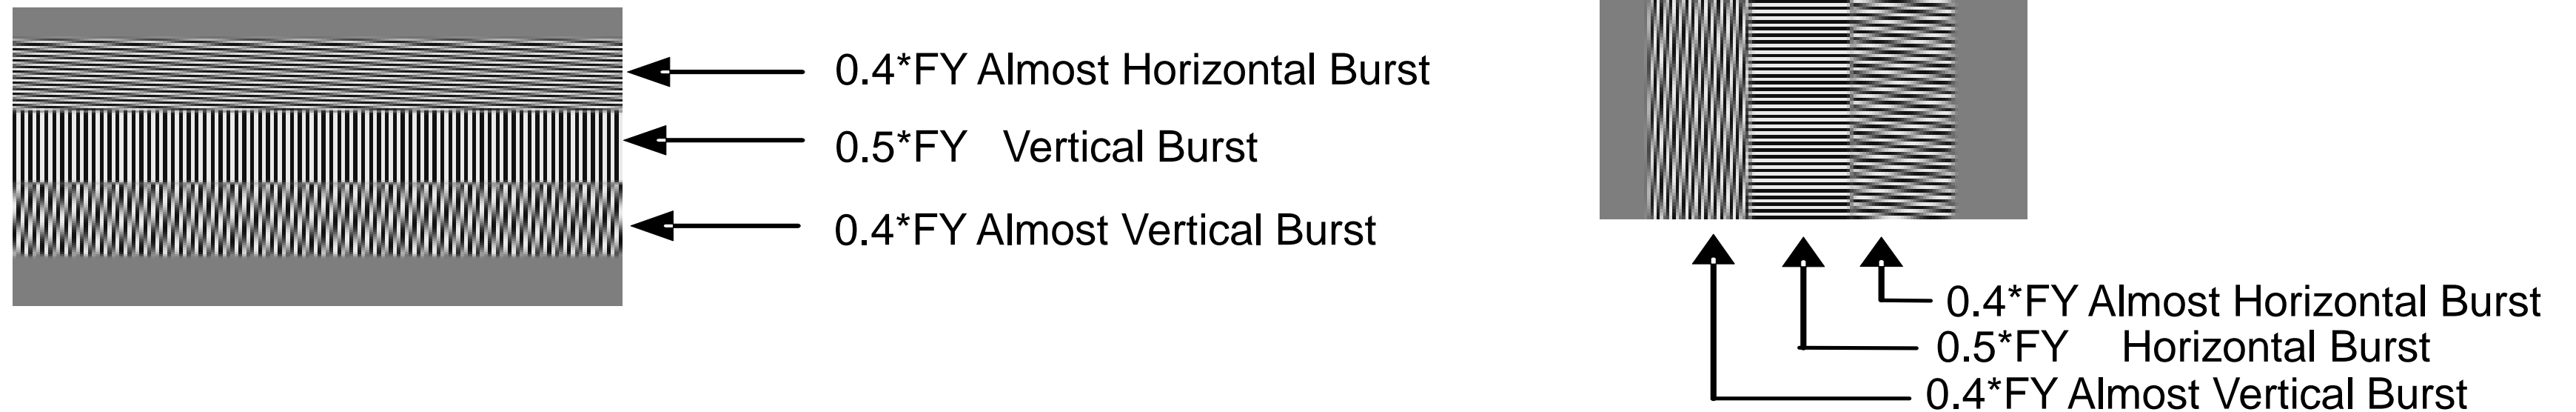 0.4*FY Almost Horizontal Burst
0.5*FY Vertical Burst
0.4*FY Almost Vertical Burst
0.4*FY Almost Horizontal Burst
0.5*FY Horizontal Burst
0.4*FY Almost Vertical Burst